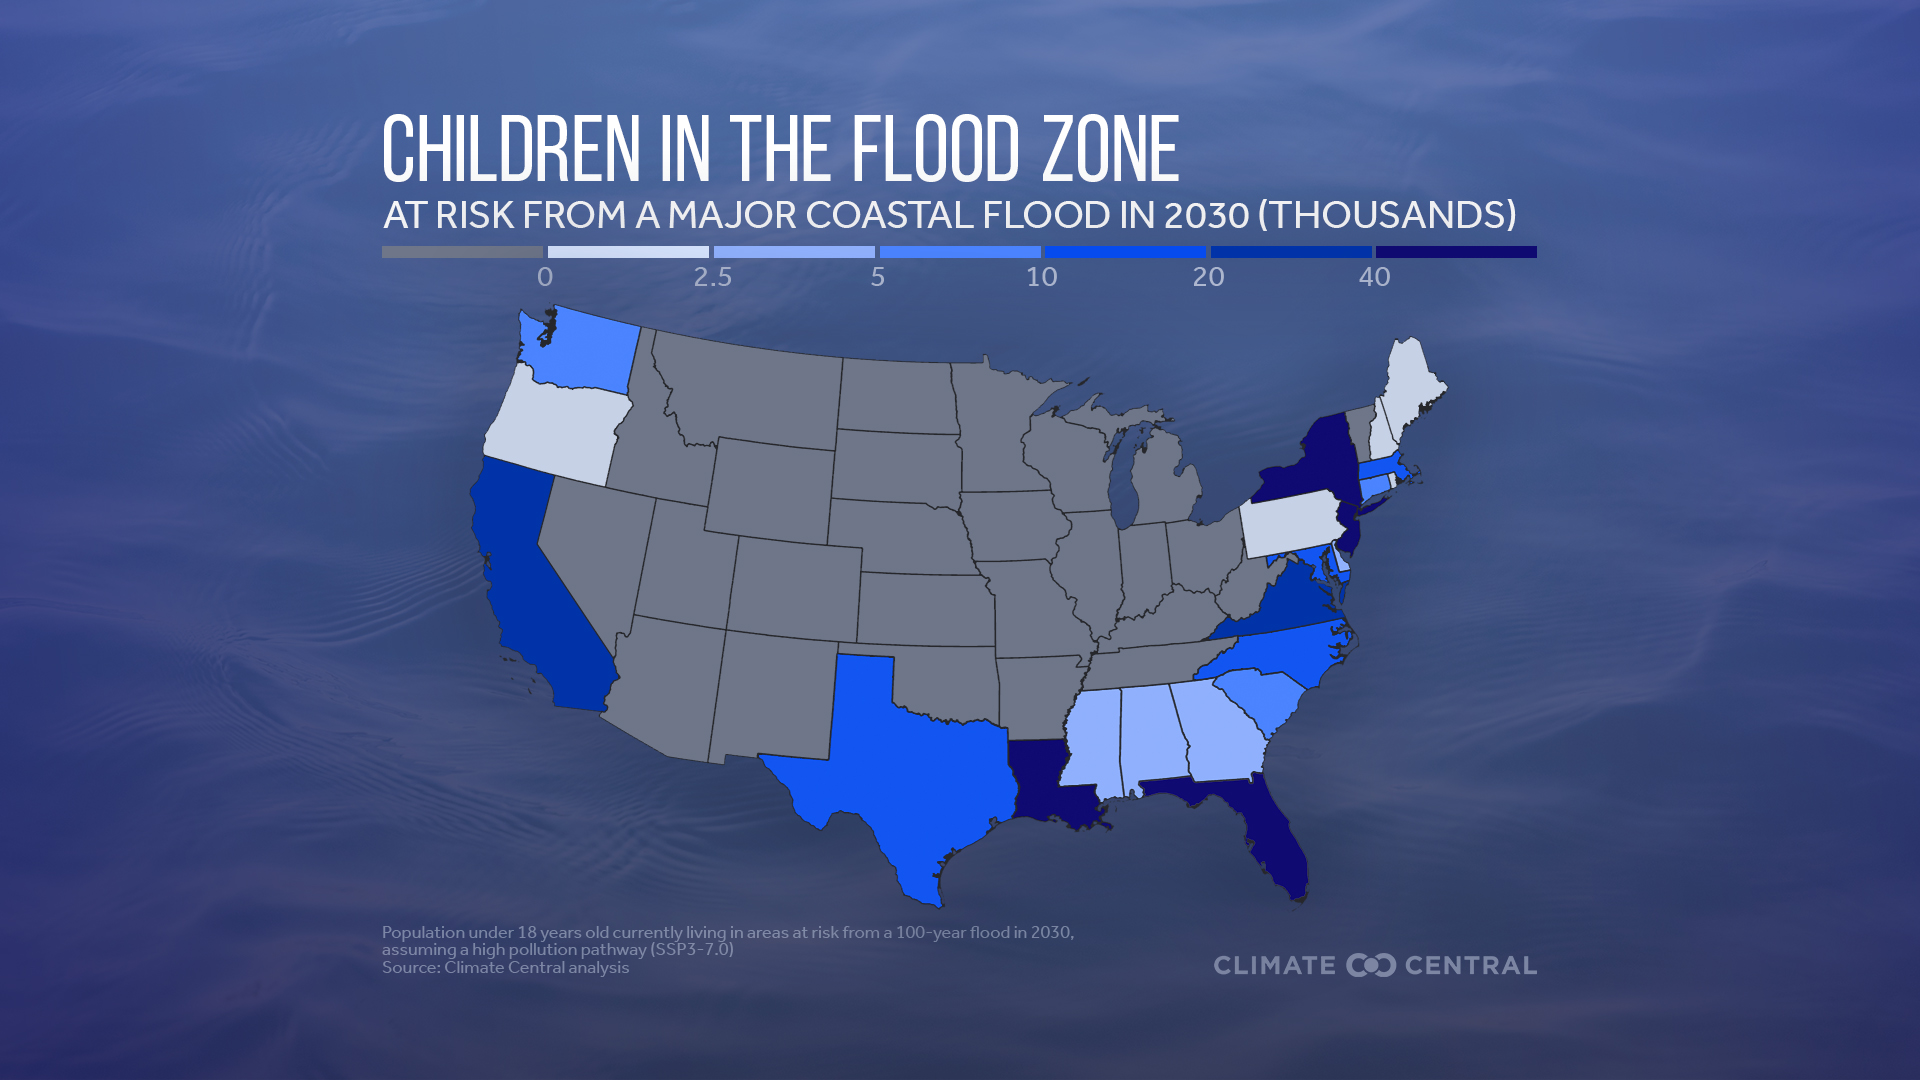 CHILDREN IN THE FLOOD ZONE
AT RISK FROM A MAJOR COASTAL FLOOD IN 2030 (THOUSANDS)
0 2.5 5 10 20 40
Population under 18 years old currently living in areas at risk from a 100-year flood in 2030,
assuming a high pollution pathway (SSP3-7.0)
Source: Climate Central analysis
CLIMATE CENTRAL